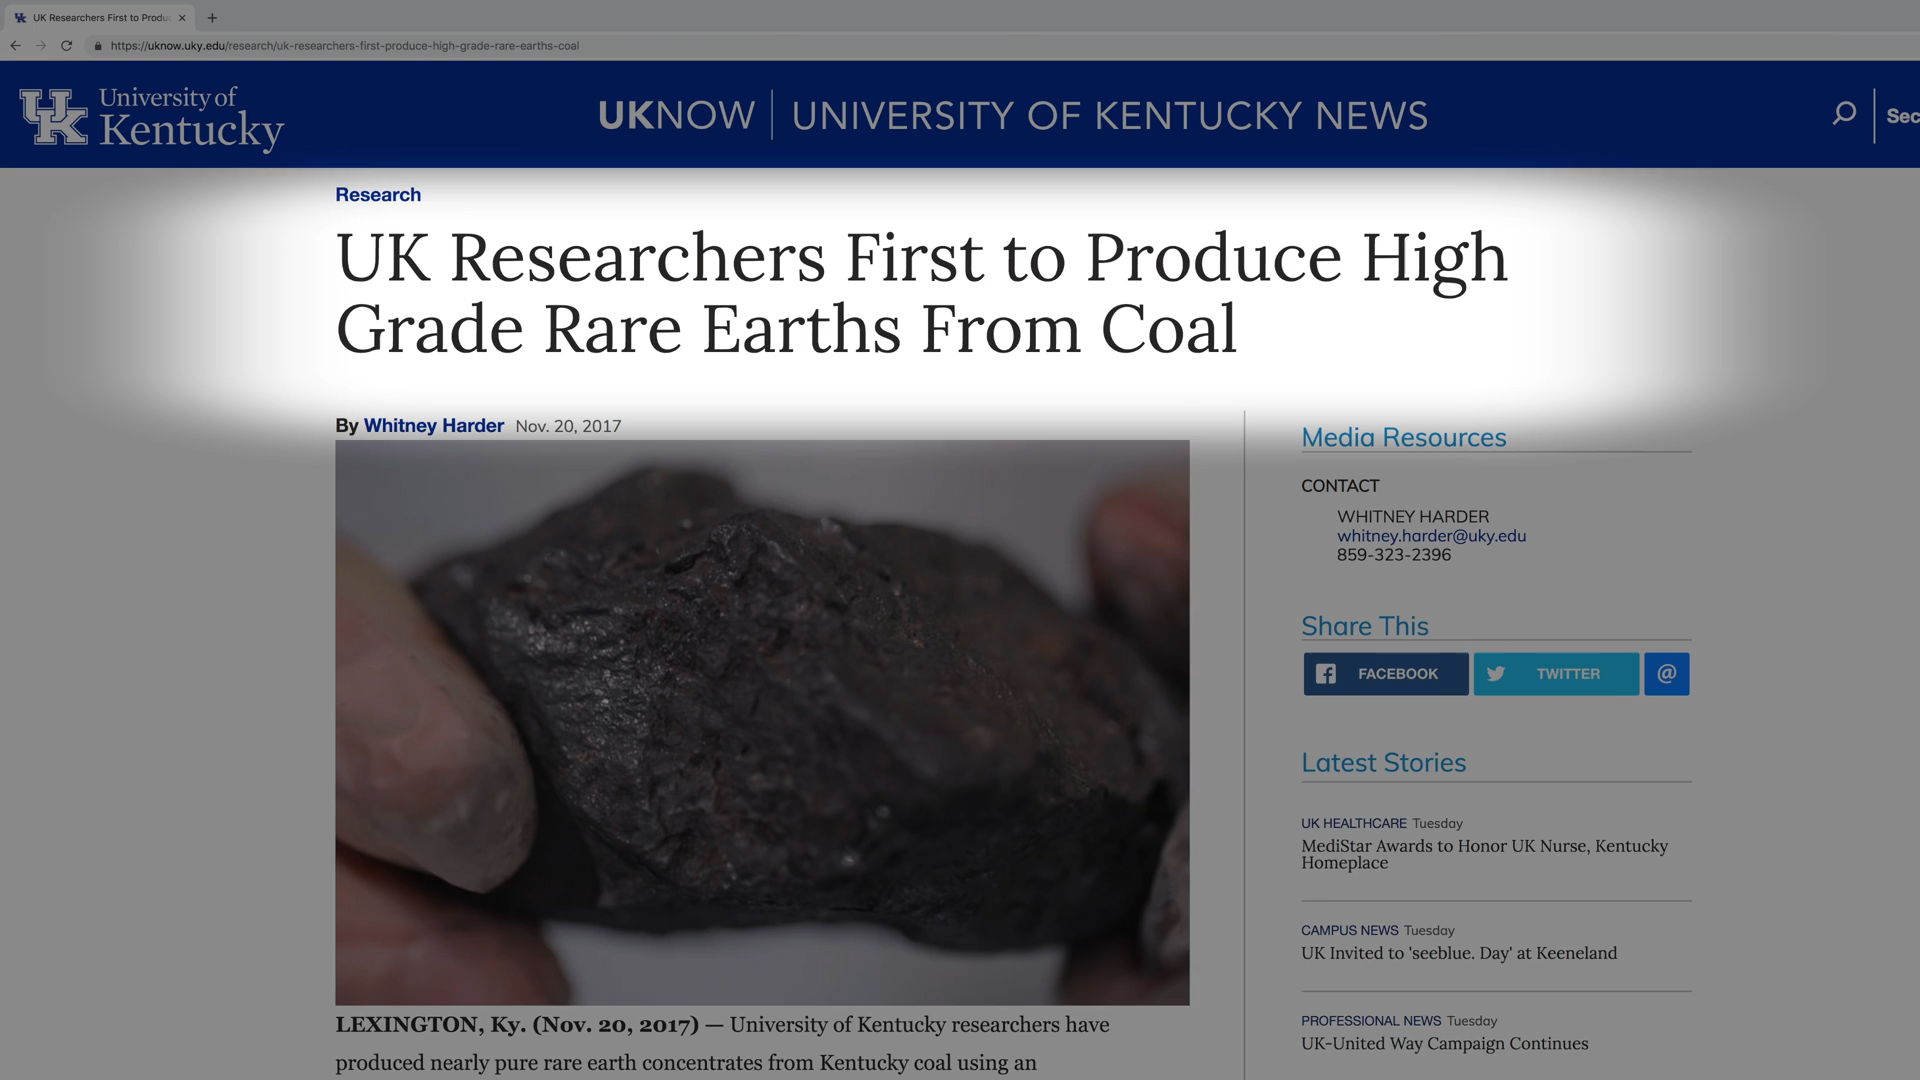 UK Researchers First to Produ
https://uknow.uky.edu/research/uk-researchers-first-produce-high-grade-rare-earths-coal
University of
Kentucky
UKNOW | UNIVERSITY OF KENTUCKY NEWS
Sec
Research
UK Researchers First to Produce High
Grade Rare Earths From Coal
By Whitney Harder Nov. 20, 2017
LEXINGTON, Ky. (Nov. 20, 2017) — University of Kentucky researchers have
produced nearly pure rare earth concentrates from Kentucky coal using an
Media Resources
CONTACT
WHITNEY HARDER
whitney.harder@uky.edu
859-323-2396
Share This
FACEBOOK
TWITTER
@
Latest Stories
UK HEALTHCARE Tuesday
MediStar Awards to Honor UK Nurse, Kentucky
Homeplace
CAMPUS NEWS Tuesday
UK Invited to 'seeblue. Day' at Keeneland
PROFESSIONAL NEWS Tuesday
UK-United Way Campaign Continues